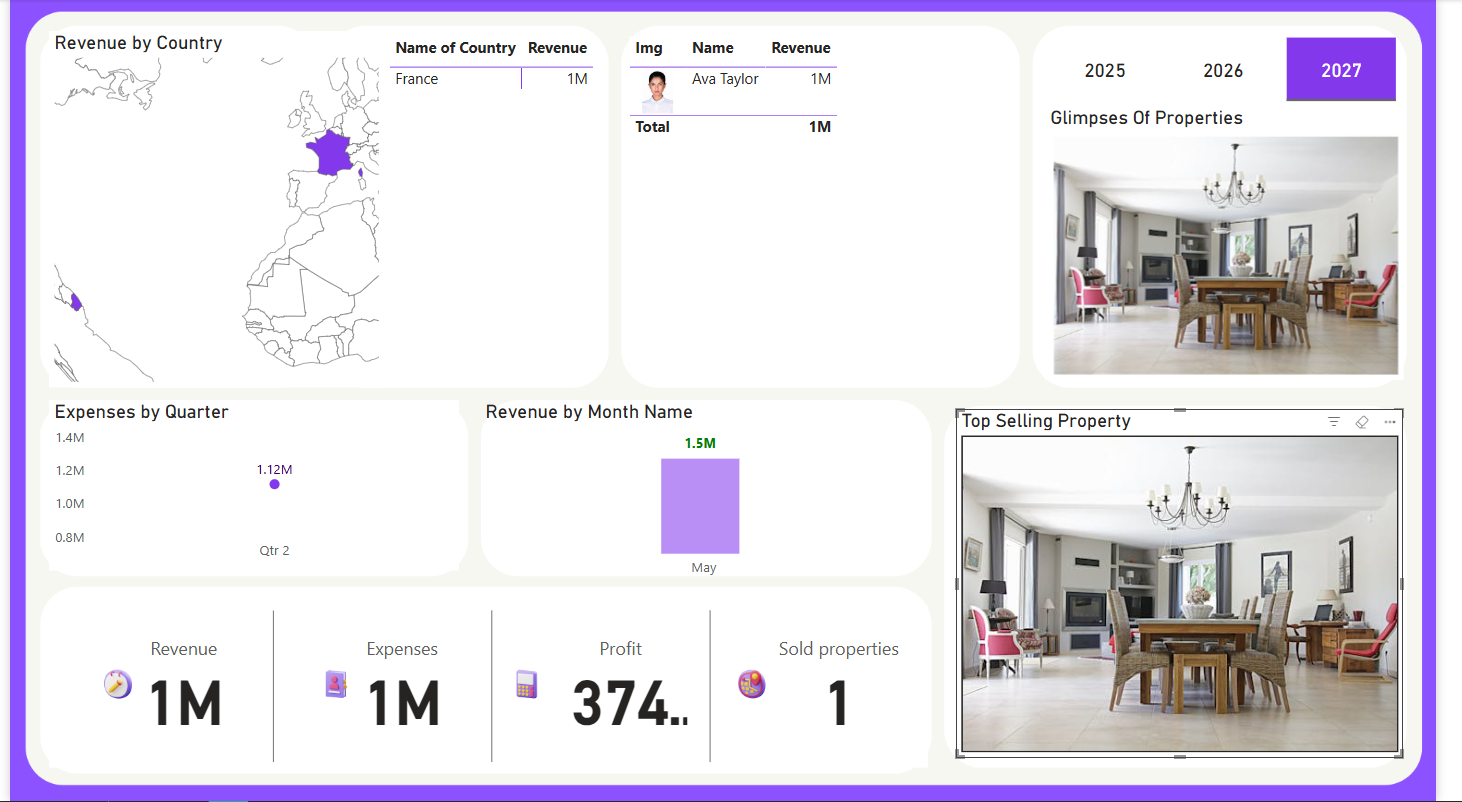 Revenue by Country
Name of Country Revenue
France 1M
Img Name Revenue
Ava Taylor 1M
Total 1M
2025 2026 2027
Glimpses Of Properties
Expenses by Quarter
1.4M
1.2M
1.0M
0.8M
1.12M
Qtr 2
Revenue by Month Name
1.5M
May
Top Selling Property
Revenue
1M
Expenses
1M
Profit
374..
Sold properties
1